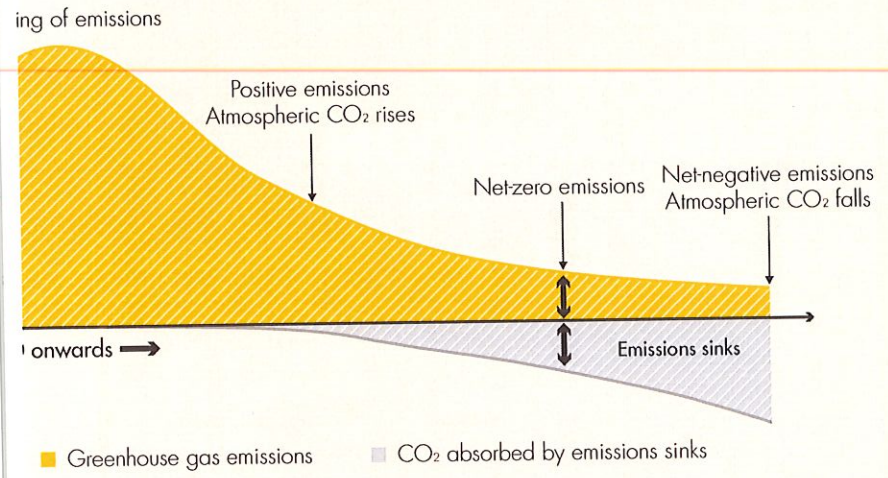 ing of emissions
Positive emissions
Atmospheric CO₂ rises
Net-zero emissions
Net-negative emissions
Atmospheric CO₂ falls
onwards
Emissions sinks
Greenhouse gas emissions
CO₂ absorbed by emissions sinks